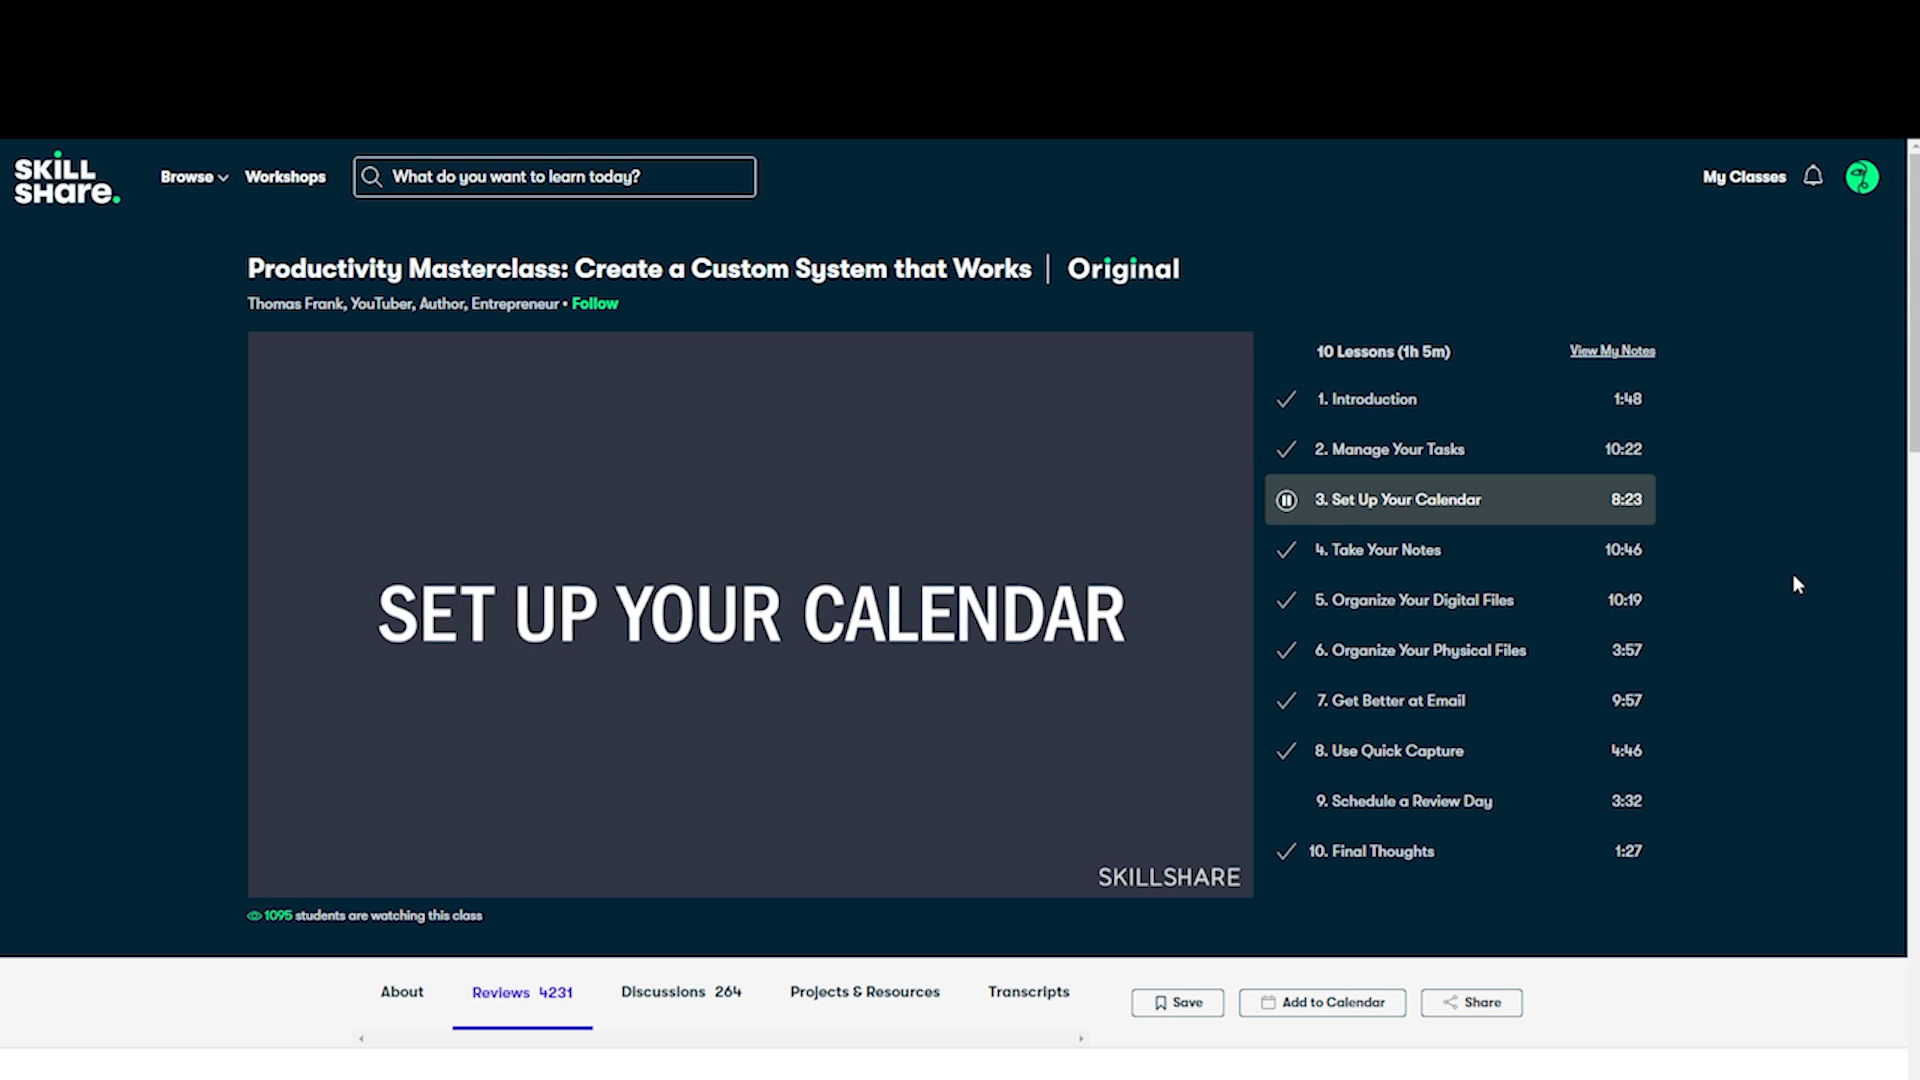 SKILL
SHare.
Browse
Workshops
What do you want to learn today?
My Classes
Productivity Masterclass: Create a Custom System that Works | Original
Thomas Frank, YouTuber, Author, Entrepreneur • Follow
SET UP YOUR CALENDAR
SKILLSHARE
1095 students are watching this class
10 Lessons (1h 5m)
View My Notes
1. Introduction 1:48
2. Manage Your Tasks 10:22
3. Set Up Your Calendar 8:23
4. Take Your Notes 10:46
5. Organize Your Digital Files 10:19
6. Organize Your Physical Files 3:57
7. Get Better at Email 9:57
8. Use Quick Capture 4:46
9. Schedule a Review Day 3:32
10. Final Thoughts 1:27
About
Reviews 4231
Discussions 264
Projects & Resources
Transcripts
Save
Add to Calendar
Share